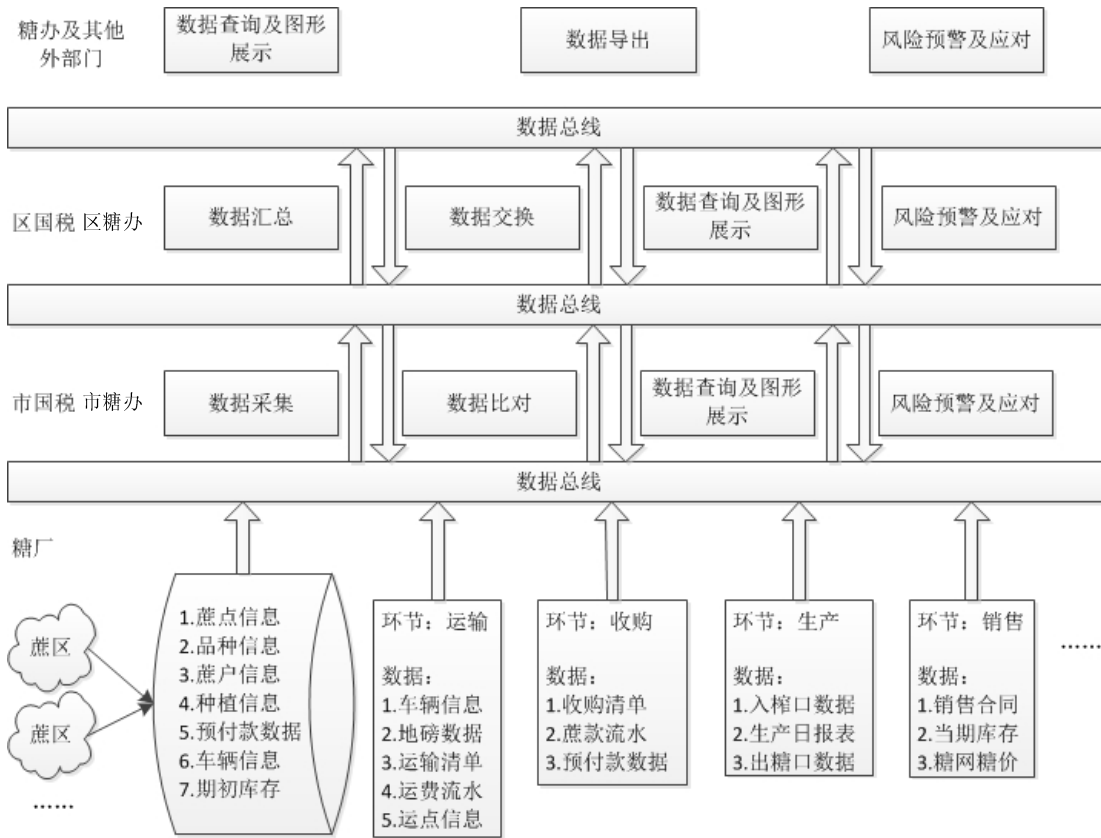 糖办及其他
外部门
数据查询及图形
展示
数据导出
风险预警及应对
数据总线
区国税 区糖办
数据汇总
数据交换
数据查询及图形
展示
风险预警及应对
数据总线
市国税 市糖办
数据采集
数据比对
数据查询及图形
展示
风险预警及应对
数据总线
糖厂
蔗区
蔗区
……
1.蔗点信息
2.品种信息
3.蔗户信息
4.种植信息
5.预付款数据
6.车辆信息
7.期初库存
环节：运输
数据：
1.车辆信息
2.地磅数据
3.运输清单
4.运费流水
5.运点信息
环节：收购
数据：
1.收购清单
2.蔗款流水
3.预付款数据
环节：生产
数据：
1.入榨口数据
2.生产日报表
3.出糖口数据
环节：销售
数据：
1.销售合同
2.当期库存
3.糖网糖价
……